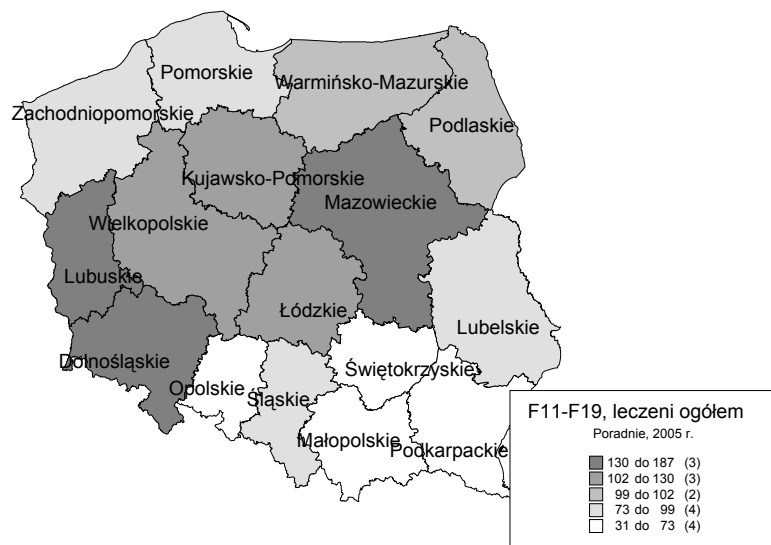 Pomorskie
Warmińsko-Mazurskie
Zachodniopomorskie
Podlaskie
Kujawsko-Pomorskie
Mazowieckie
Wielkopolskie
Lubuskie
Łódzkie
Lubelskie
Dolnośląskie
Świętokrzyskie
Opolskie
Śląskie
Małopolskie
Podkarpackie
F11-F19, leczeni ogółem
Poradnie, 2005 r.
130 do 187 (3)
102 do 130 (3)
99 do 102 (2)
73 do 99 (4)
31 do 73 (4)